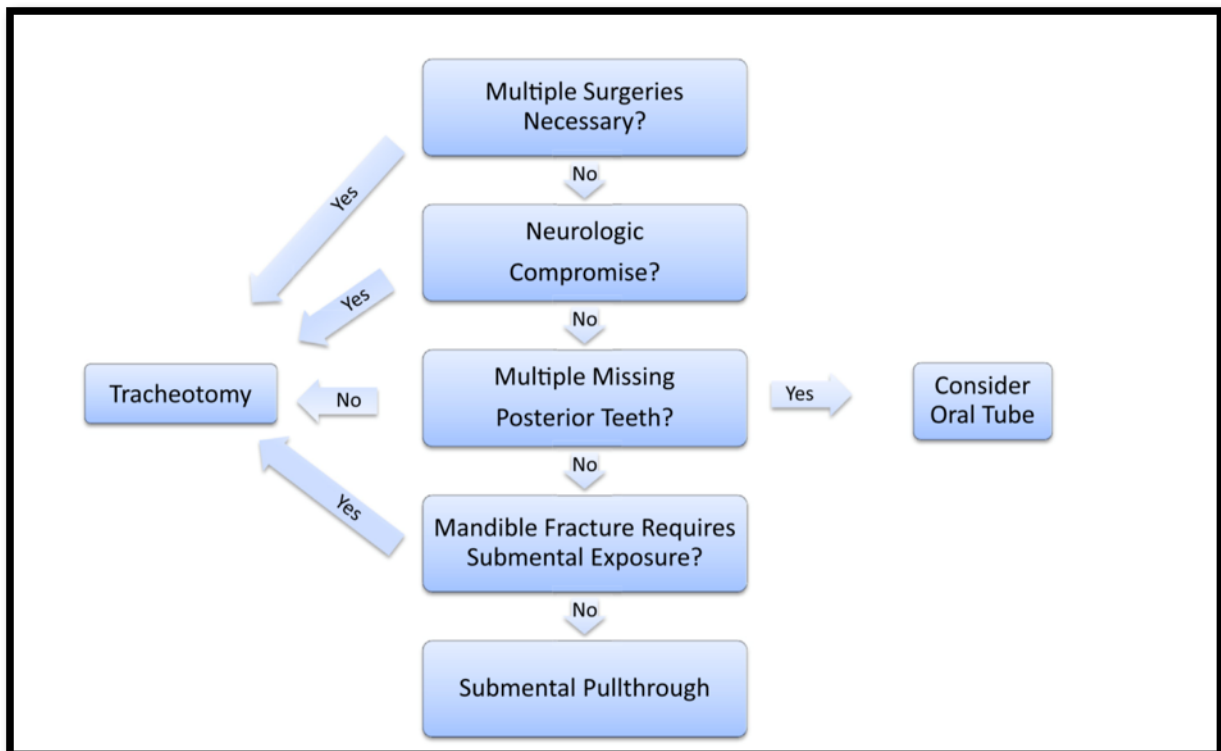 Multiple Surgeries
Necessary?
No
Yes
Neurologic
Compromise?
Yes
No
Tracheotomy
No
Multiple Missing
Posterior Teeth?
Yes
Consider
Oral Tube
No
Yes
Mandible Fracture Requires
Submental Exposure?
No
Submental Pullthrough